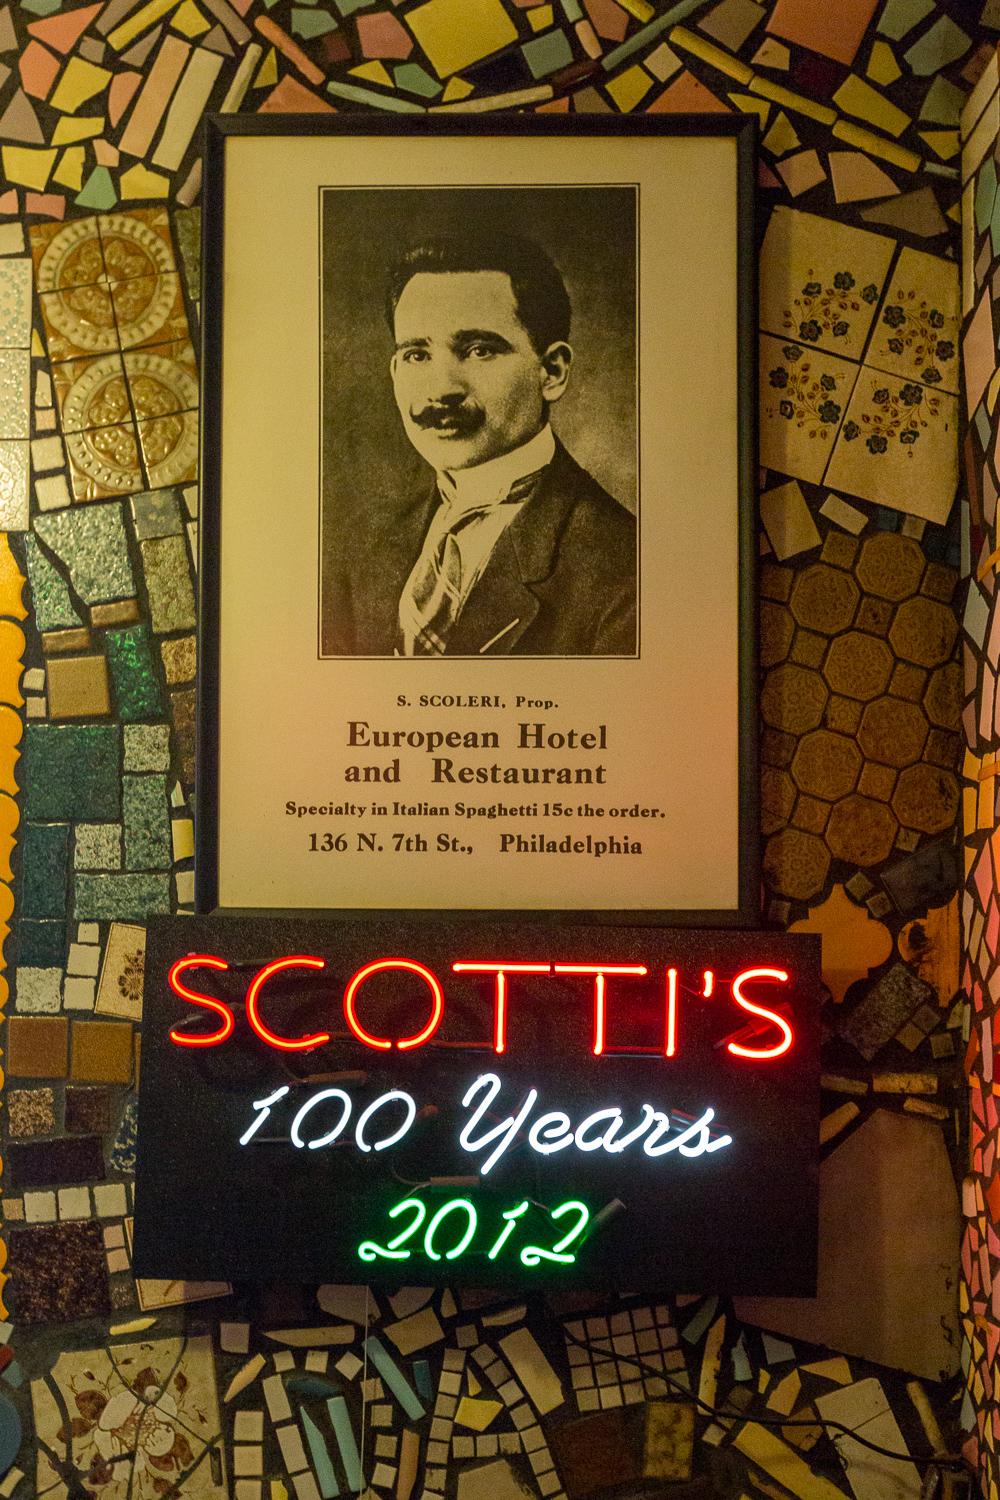 S. SCOLERI, Prop.
European Hotel
and Restaurant
Specialty in Italian Spaghetti 15c the order.
136 N. 7th St., Philadelphia
SCOTTI'S
100 Years
2012